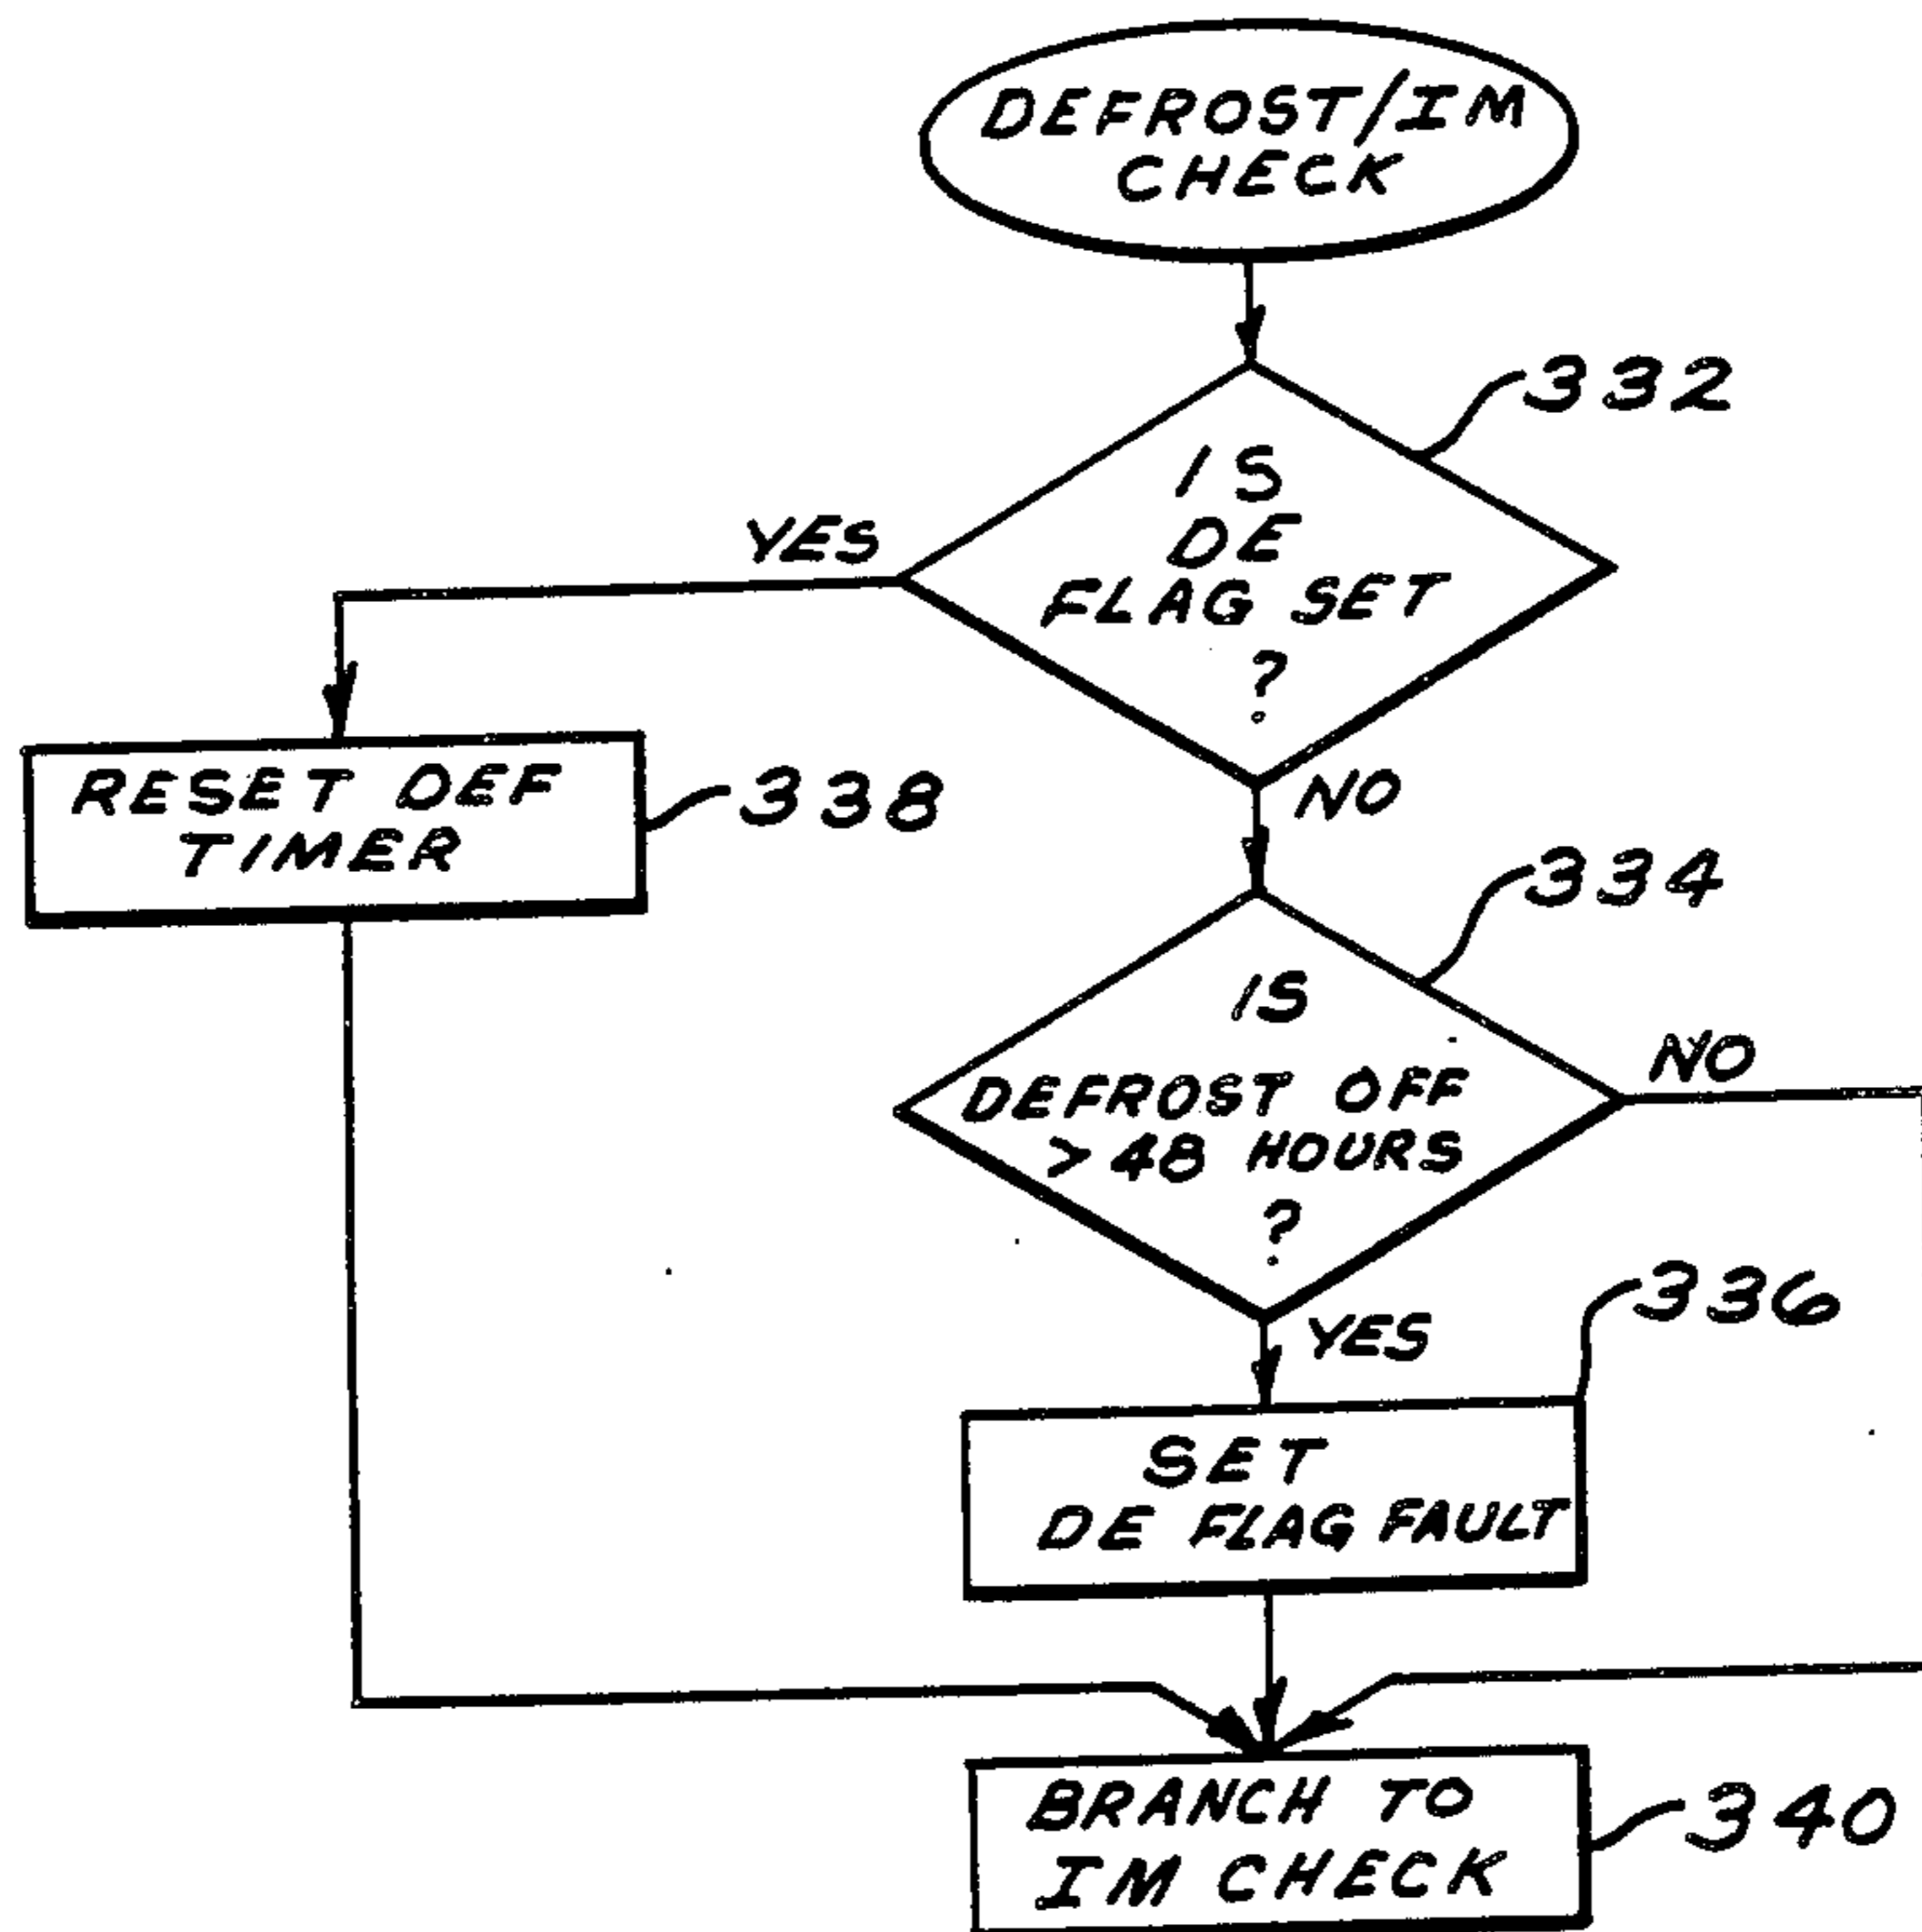 DEFROST/IM
CHECK
332
IS
DE
FLAG SET
?
YES
NO
RESET DEF
TIMER
338
334
IS
DEFROST OFF
> 48 HOURS
?
NO
YES
336
SET
DE FLAG FAULT
BRANCH TO
IM CHECK
340